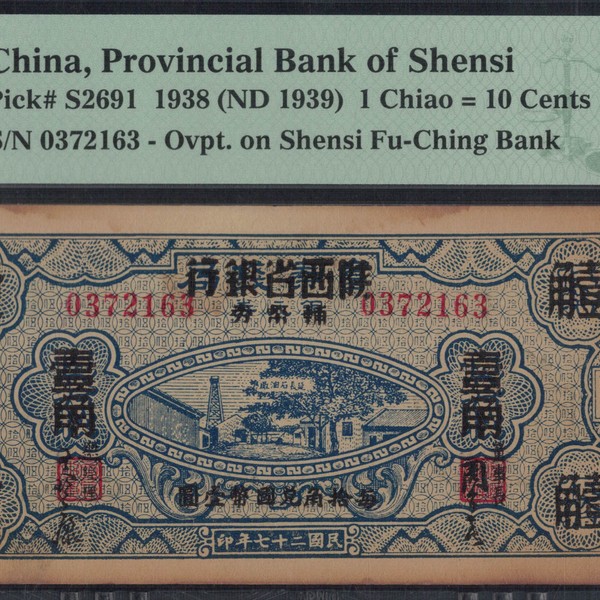 China, Provincial Bank of Shensi
Pick# S2691 1938 (ND 1939) 1 Chiao = 10 Cents
S/N 0372163 - Ovpt. on Shensi Fu-Ching Bank
陝西省銀行
輔幣券
0372163
0372163
壹角
壹角
每拾角兌國幣壹圓
民國二十七年印